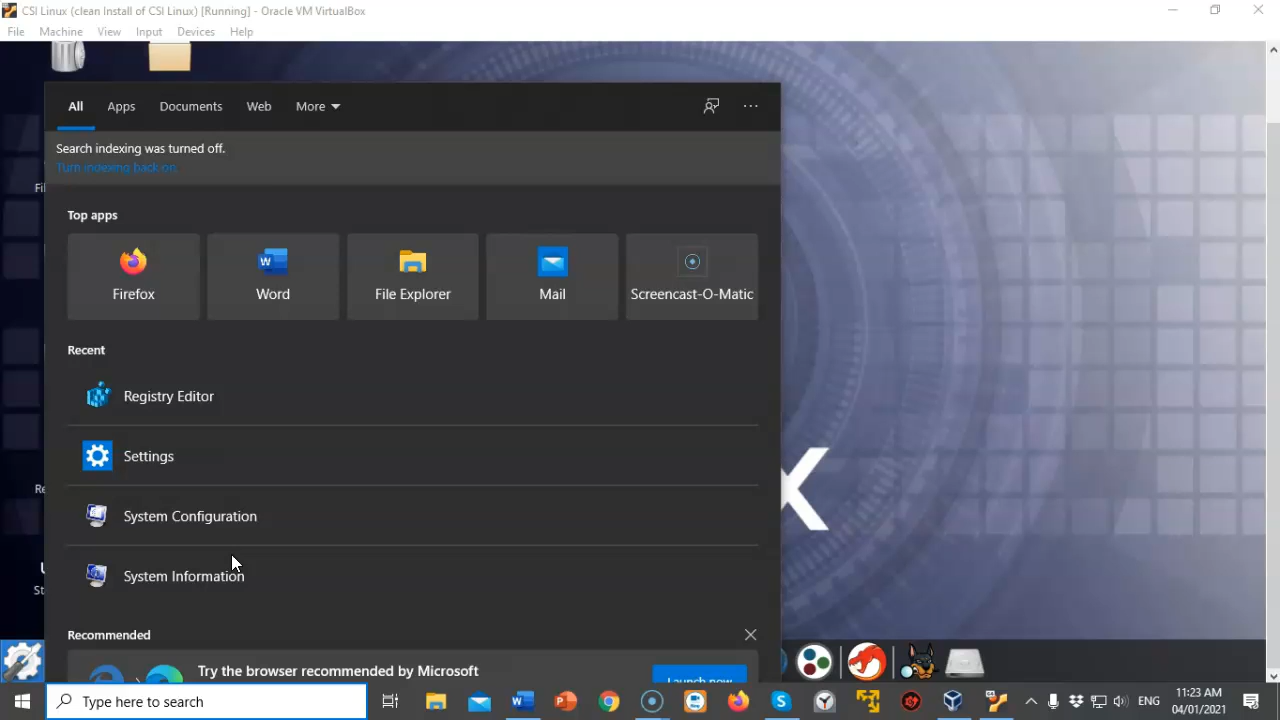 CSI Linux (clean Install of CSI Linux) [Running] - Oracle VM VirtualBox
File Machine View Input Devices Help
All Apps Documents Web More
Search indexing was turned off.
Turn indexing back on.
Top apps
Firefox Word File Explorer Mail Screencast-O-Matic
Recent
Registry Editor
Settings
System Configuration
System Information
Recommended
Try the browser recommended by Microsoft
Launch now
Type here to search
ENG
11:23 AM
04/01/2021
X